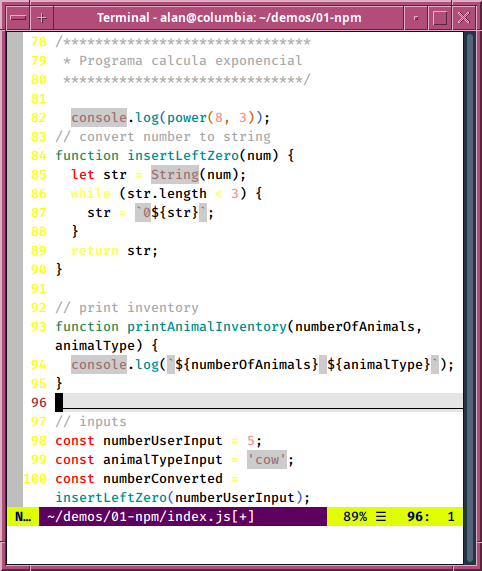 Terminal - alan@columbia: ~/demos/01-npm
78 /*******************************
79  * Programa calcula exponencial
80  ******************************/
81
82   console.log(power(8, 3));
83 // convert number to string
84 function insertLeftZero(num) {
85   let str = String(num);
86   while (str.length < 3) {
87     str = `0${str}`;
88   }
89   return str;
90 }
91
92 // print inventory
93 function printAnimalInventory(numberOfAnimals,
animalType) {
94   console.log(`${numberOfAnimals} ${animalType}`);
95 }
96
97 // inputs
98 const numberUserInput = 5;
99 const animalTypeInput = 'cow';
100 const numberConverted =
insertLeftZero(numberUserInput);
N… ~/demos/01-npm/index.js[+] 89% ☰ 96: 1